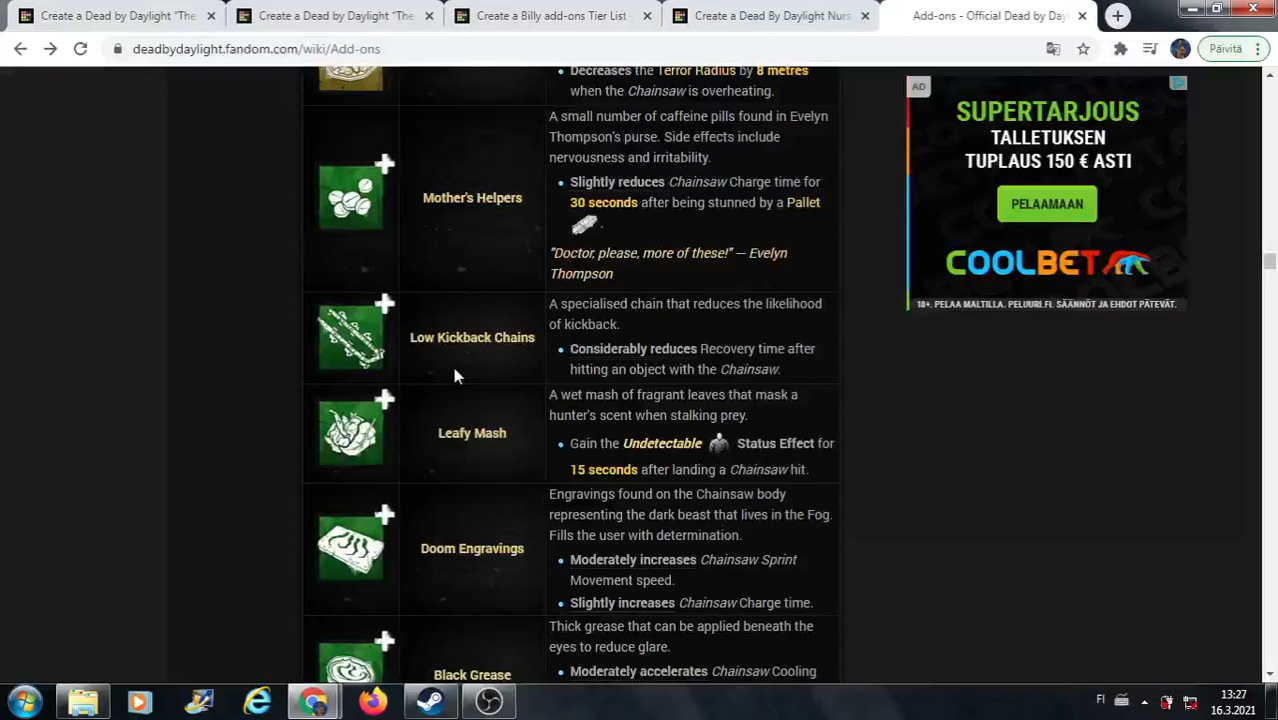 Create a Dead by Daylight "The
Create a Dead by Daylight "The
Create a Billy add-ons Tier List -
Create a Dead By Daylight Nurs
Add-ons - Official Dead by Day
deadbydaylight.fandom.com/wiki/Add-ons
Päivitä
Decreases the Terror Radius by 8 metres
when the Chainsaw is overheating.
A small number of caffeine pills found in Evelyn
Thompson's purse. Side effects include
nervousness and irritability.
Mother's Helpers
Slightly reduces Chainsaw Charge time for
30 seconds after being stunned by a Pallet
.
"Doctor, please, more of these!" — Evelyn
Thompson
A specialised chain that reduces the likelihood
of kickback.
Low Kickback Chains
Considerably reduces Recovery time after
hitting an object with the Chainsaw.
A wet mash of fragrant leaves that mask a
hunter's scent when stalking prey.
Leafy Mash
Gain the Undetectable Status Effect for
15 seconds after landing a Chainsaw hit.
Engravings found on the Chainsaw body
representing the dark beast that lives in the Fog.
Fills the user with determination.
Doom Engravings
Moderately increases Chainsaw Sprint
Movement speed.
Slightly increases Chainsaw Charge time.
Thick grease that can be applied beneath the
eyes to reduce glare.
Black Grease
Moderately accelerates Chainsaw Cooling
AD
SUPERTARJOUS
TALLETUKSEN
TUPLAUS 150 € ASTI
PELAAMAAN
COOLBET
18+. PELAA MALTILLA. PELUURI.FI. SÄÄNNÖT JA EHDOT PÄTEVÄT.
FI
13:27
16.3.2021